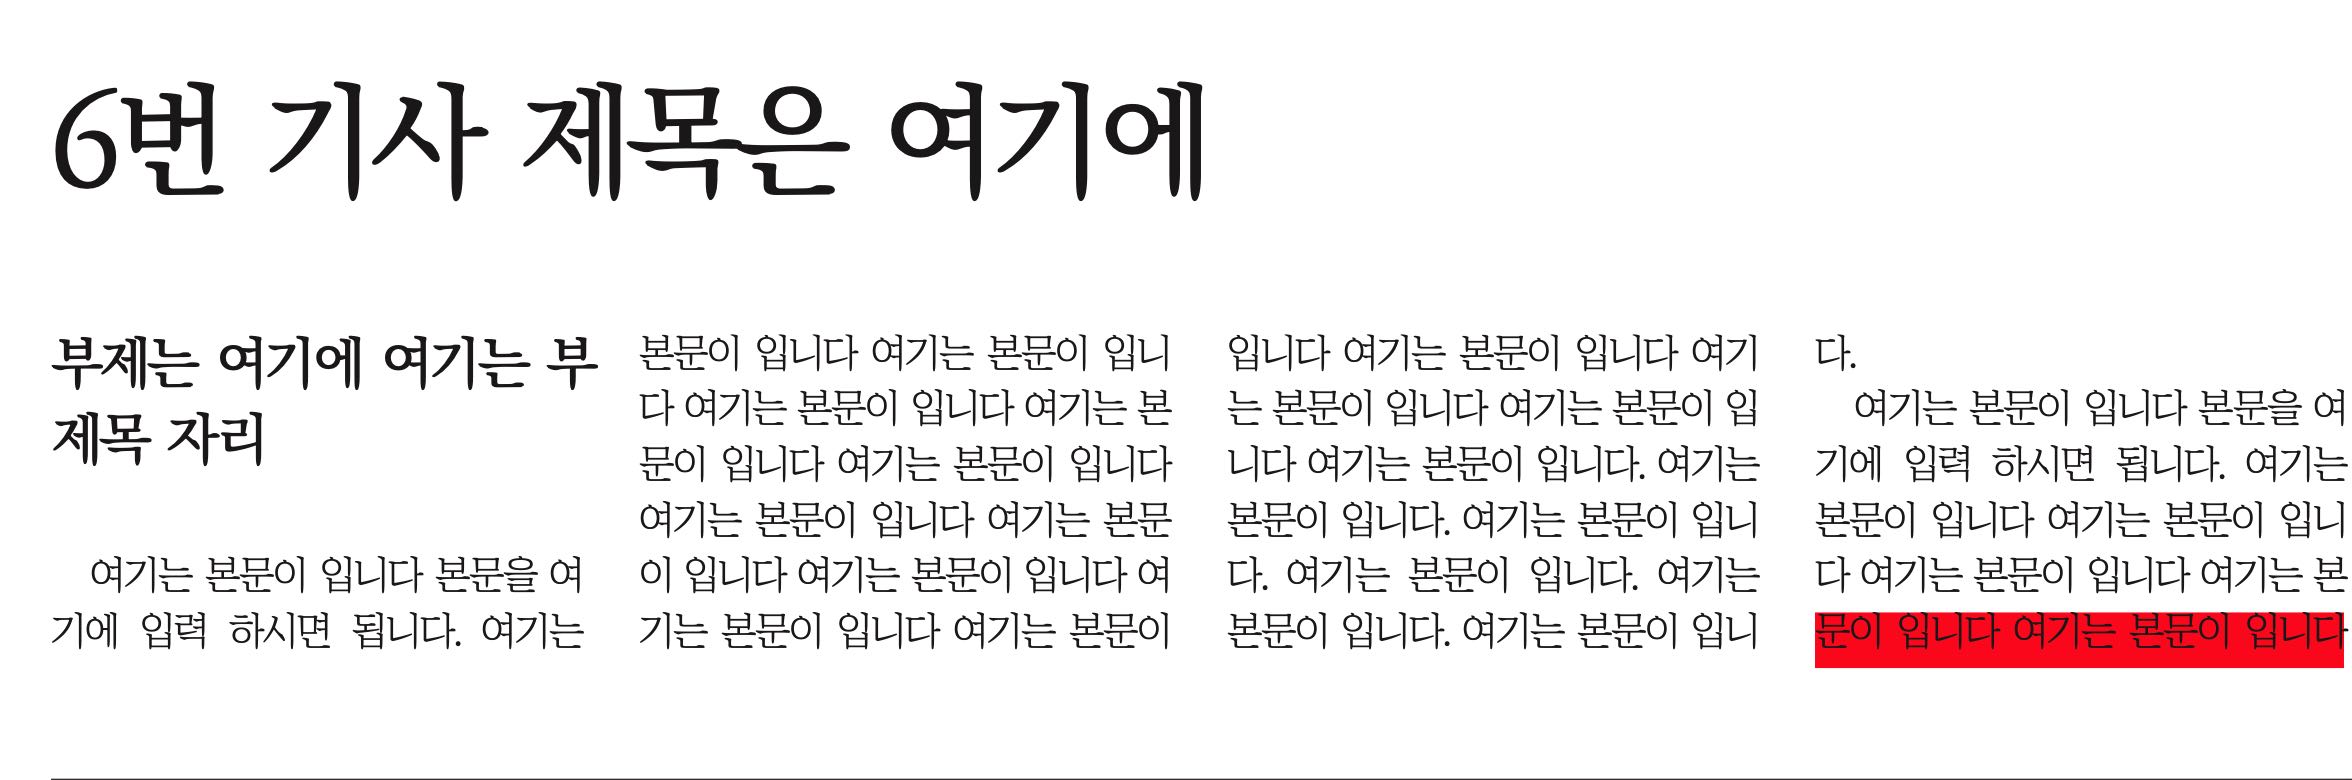 6번 기사 제목은 여기에
부제는 여기에 여기는 부
제목 자리
여기는 본문이 입니다 본문을 여
기에 입력 하시면 됩니다. 여기는
본문이 입니다 여기는 본문이 입니
다 여기는 본문이 입니다 여기는 본
문이 입니다 여기는 본문이 입니다
여기는 본문이 입니다 여기는 본문
이 입니다 여기는 본문이 입니다 여
기는 본문이 입니다 여기는 본문이
입니다 여기는 본문이 입니다 여기
는 본문이 입니다 여기는 본문이 입
니다 여기는 본문이 입니다. 여기는
본문이 입니다. 여기는 본문이 입니
다. 여기는 본문이 입니다. 여기는
본문이 입니다. 여기는 본문이 입니
다.
여기는 본문이 입니다 본문을 여
기에 입력 하시면 됩니다. 여기는
본문이 입니다 여기는 본문이 입니
다 여기는 본문이 입니다 여기는 본
문이 입니다 여기는 본문이 입니다